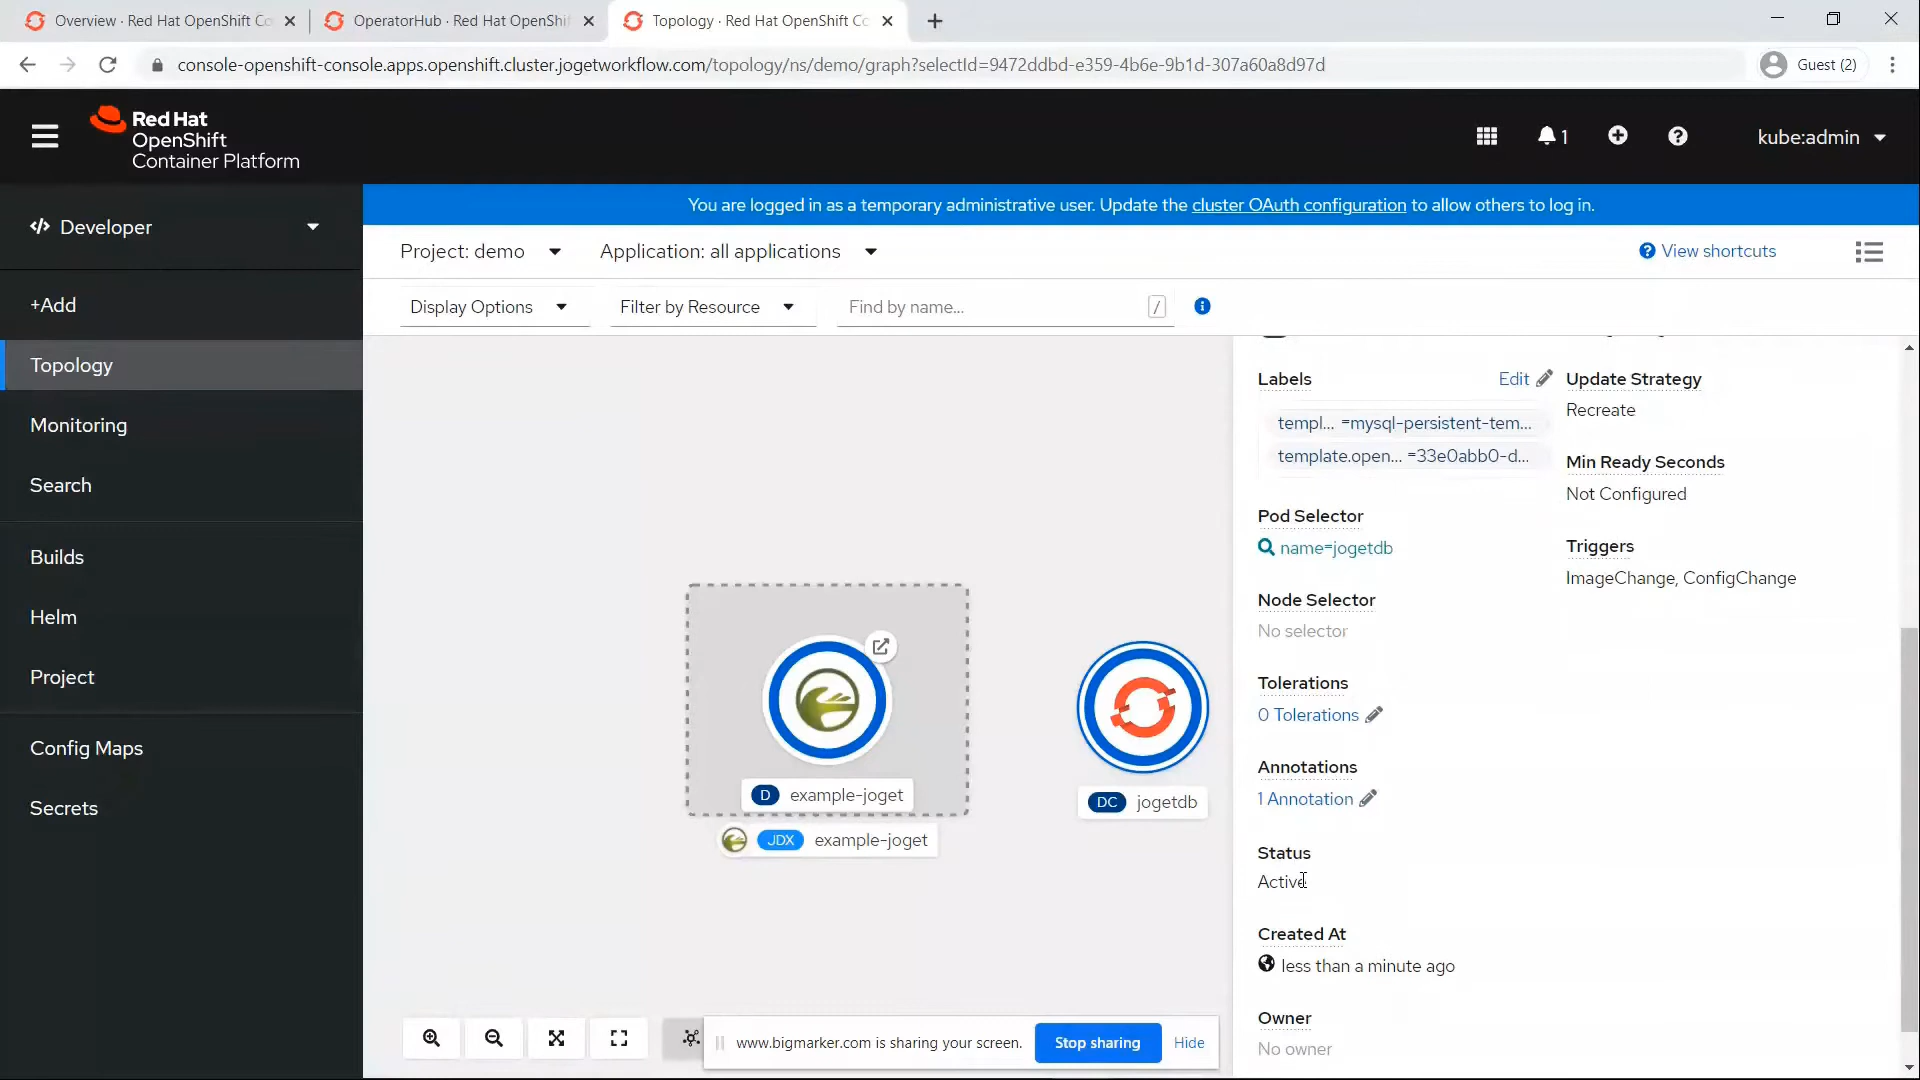 Overview · Red Hat OpenShift Co
OperatorHub · Red Hat OpenShi
Topology · Red Hat OpenShift Co
console-openshift-console.apps.openshift.cluster.jogetworkflow.com/topology/ns/demo/graph?selectId=9472ddbd-e359-4b6e-9b1d-307a60a8d97d
Guest (2)
Red Hat
OpenShift
Container Platform
1
kube:admin
Developer
You are logged in as a temporary administrative user. Update the cluster OAuth configuration to allow others to log in.
Project: demo
Application: all applications
View shortcuts
+Add
Display Options
Filter by Resource
Find by name...
/
Topology
Monitoring
Search
Builds
Helm
Project
Config Maps
Secrets
D example-joget
JDX example-joget
DC jogetdb
Labels
Edit
templ... =mysql-persistent-tem...
template.open... =33e0abb0-d...
Pod Selector
name=jogetdb
Node Selector
No selector
Tolerations
0 Tolerations
Annotations
1 Annotation
Status
Active
Created At
less than a minute ago
Owner
No owner
Update Strategy
Recreate
Min Ready Seconds
Not Configured
Triggers
ImageChange, ConfigChange
www.bigmarker.com is sharing your screen.
Stop sharing
Hide